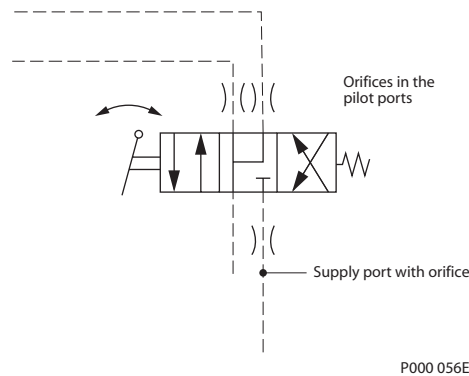 Orifices in the
pilot ports
Supply port with orifice
P000 056E